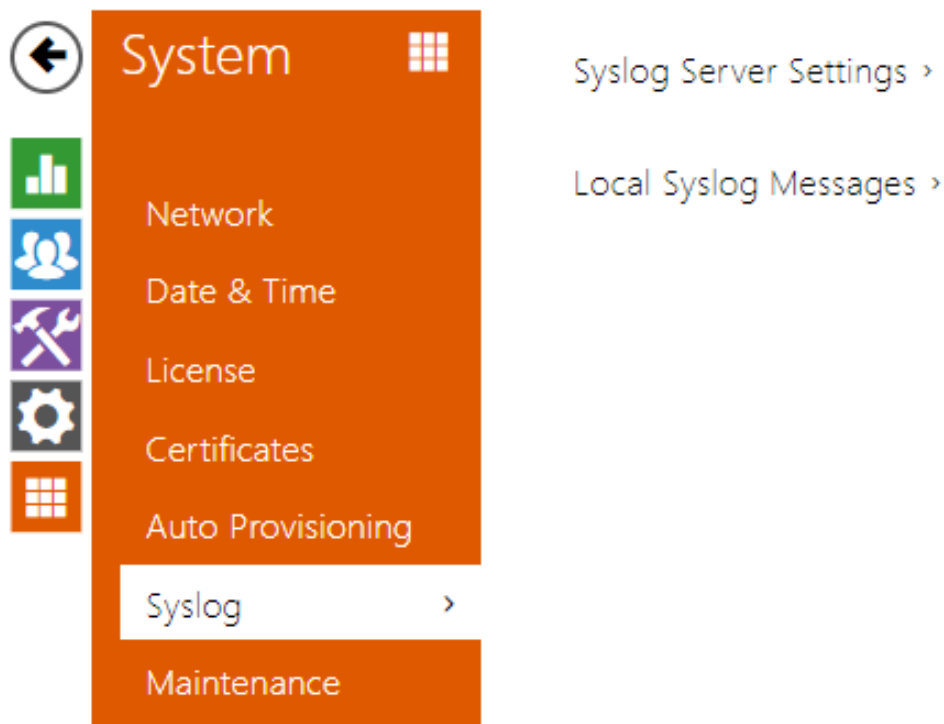 System
Network
Date & Time
License
Certificates
Auto Provisioning
Syslog ›
Maintenance
Syslog Server Settings ›
Local Syslog Messages ›